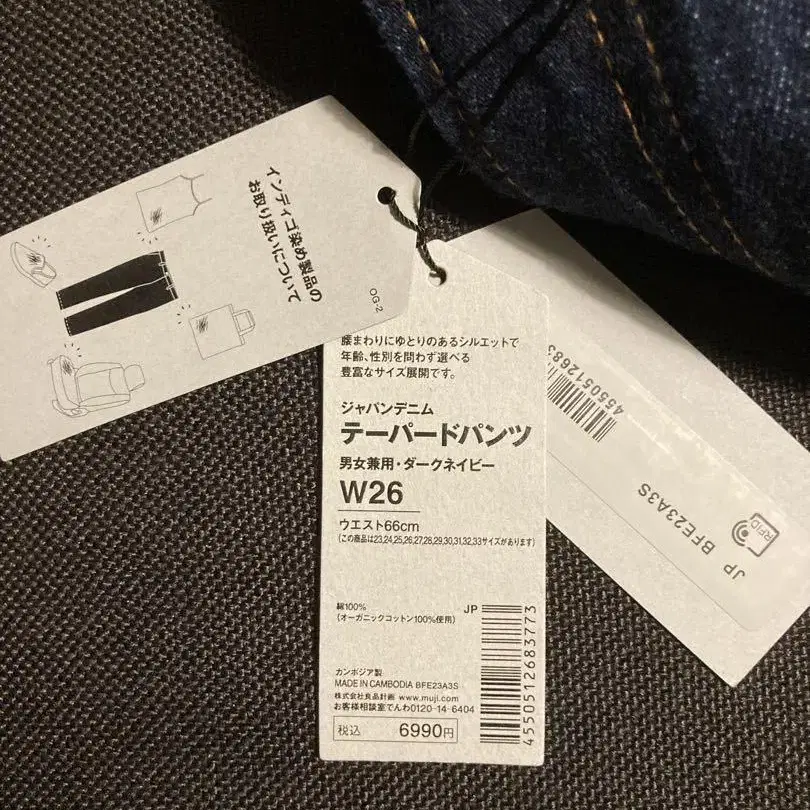 インディゴ染め製品の
お取り扱いについて
OG-2
腰まわりにゆとりのあるシルエットで
年齢、性別を問わず選べる
豊富なサイズ展開です。
ジャパンデニム
テーパードパンツ
男女兼用・ダークネイビー
W26
ウエスト66cm
(この商品は23,24,25,26,27,28,29,30,31,32,33サイズがあります)
綿100%
(オーガニックコットン100%使用)
JP
4550512683773
カンボジア製
MADE IN CAMBODIA BFE23A3S
株式会社良品計画 www.muji.com
お客様相談室でんわ0120-14-6404
税込 6990円
4550512683
JP BFE23A3S
RFID